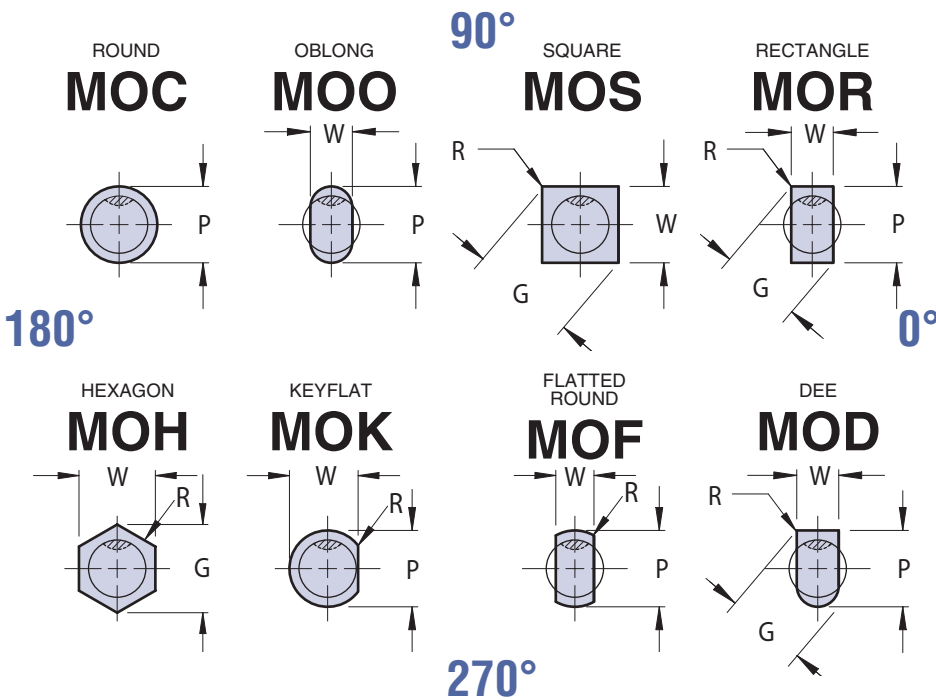 90°
ROUND
MOC
P
OBLONG
MOO
W
P
SQUARE
MOS
R
W
G
RECTANGLE
MOR
W
R
P
G
180°
0°
HEXAGON
MOH
W
R
G
KEYFLAT
MOK
W
R
P
FLATTED
ROUND
MOF
W
R
P
DEE
MOD
W
R
P
G
270°